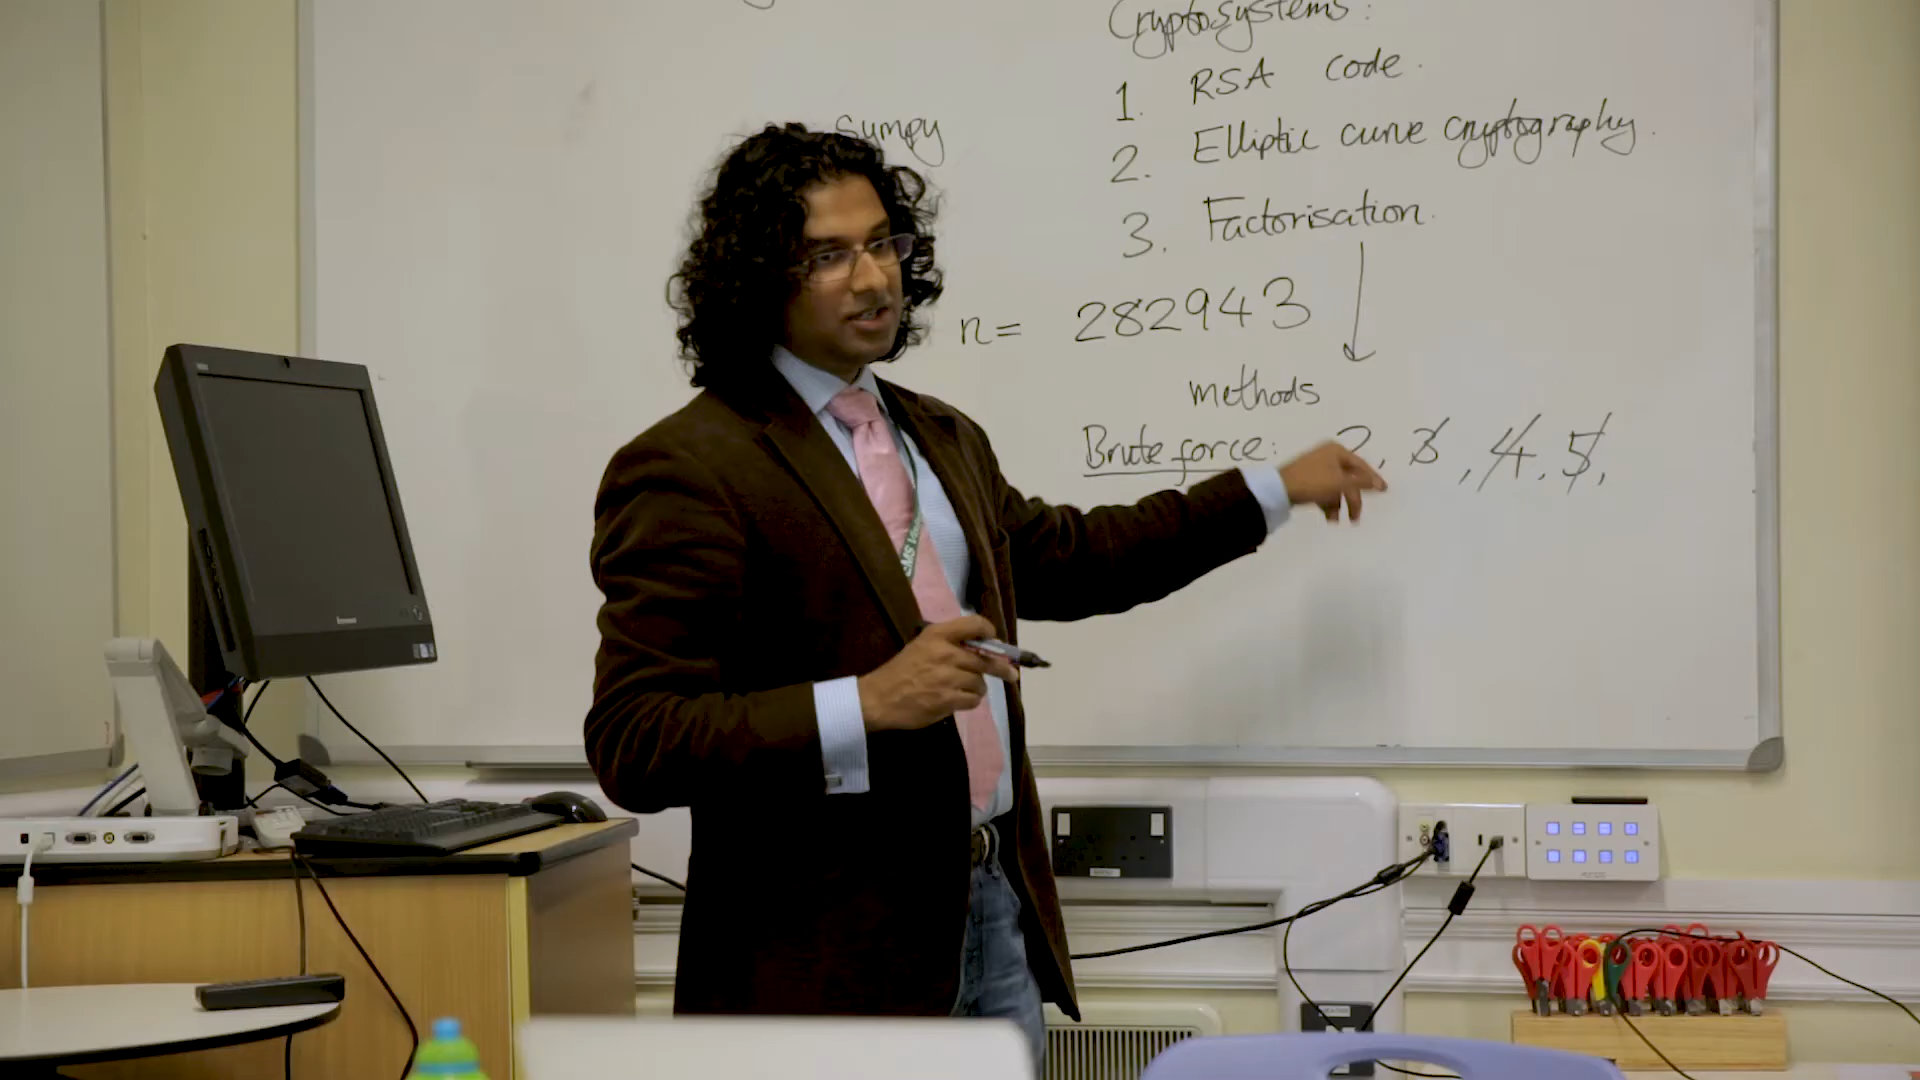 Cryptosystems:
1. RSA code.
Sympy
2. Elliptic curve cryptography.
3. Factorisation.
n= 282943
methods
Brute force: 2, 3, 4, 5,
lenovo